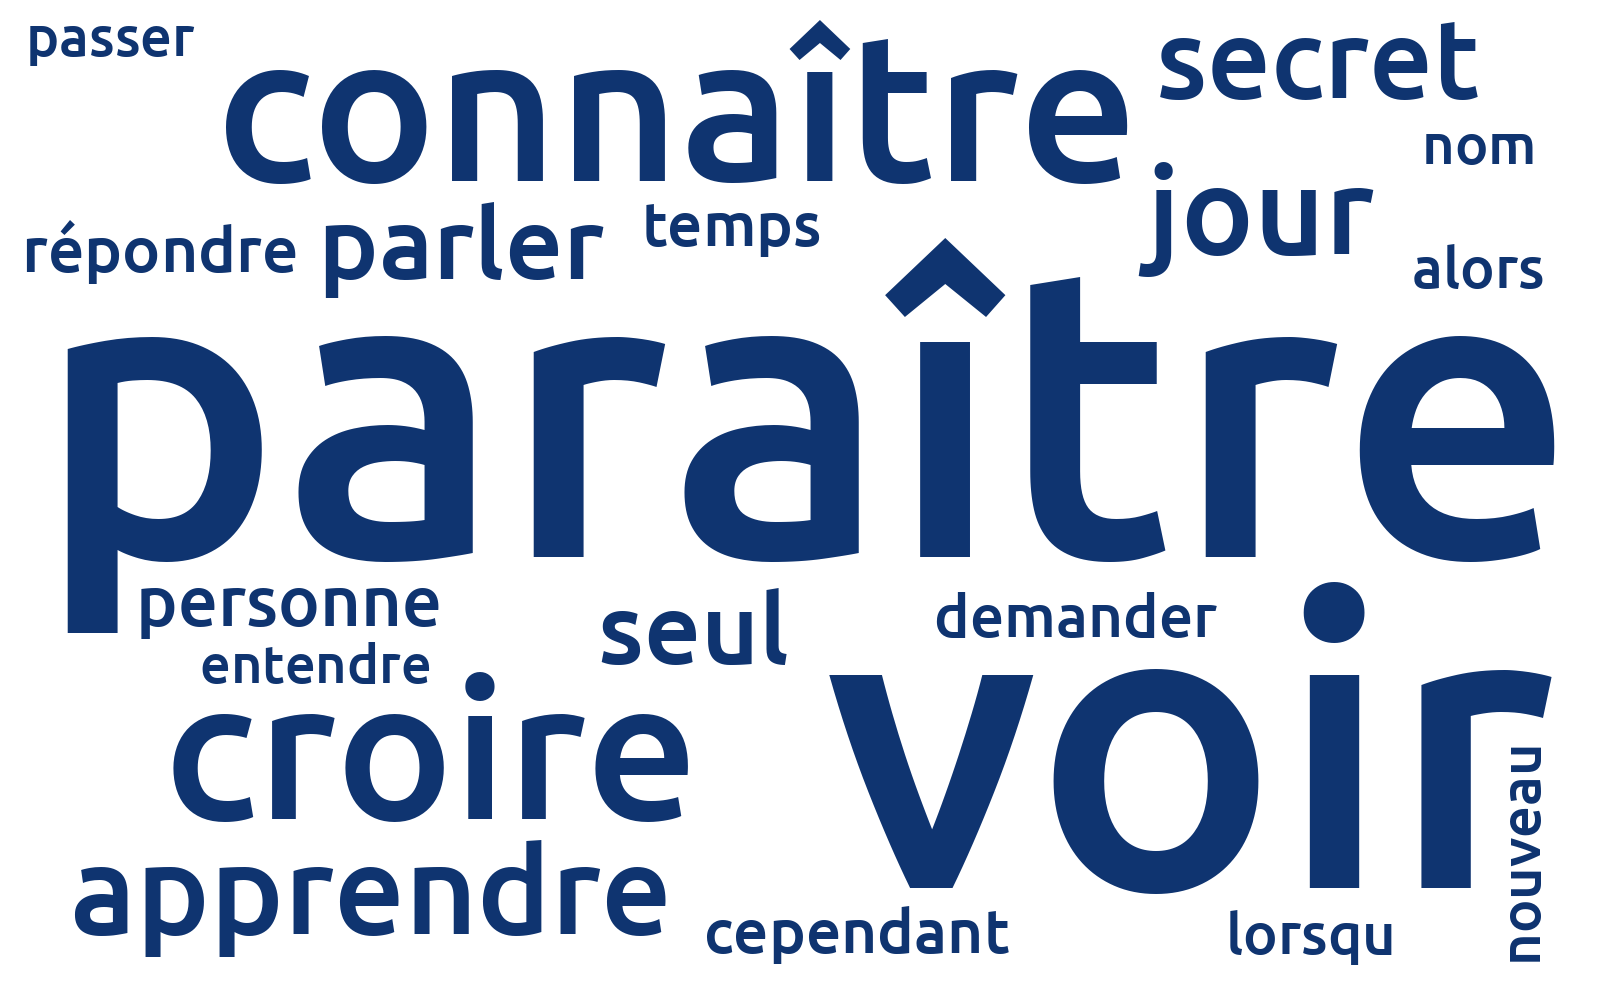 passer
connaître
secret
nom
jour
répondre
parler
temps
alors
paraître
personne
seul
demander
entendre
voir
croire
nouveau
apprendre
cependant
lorsqu